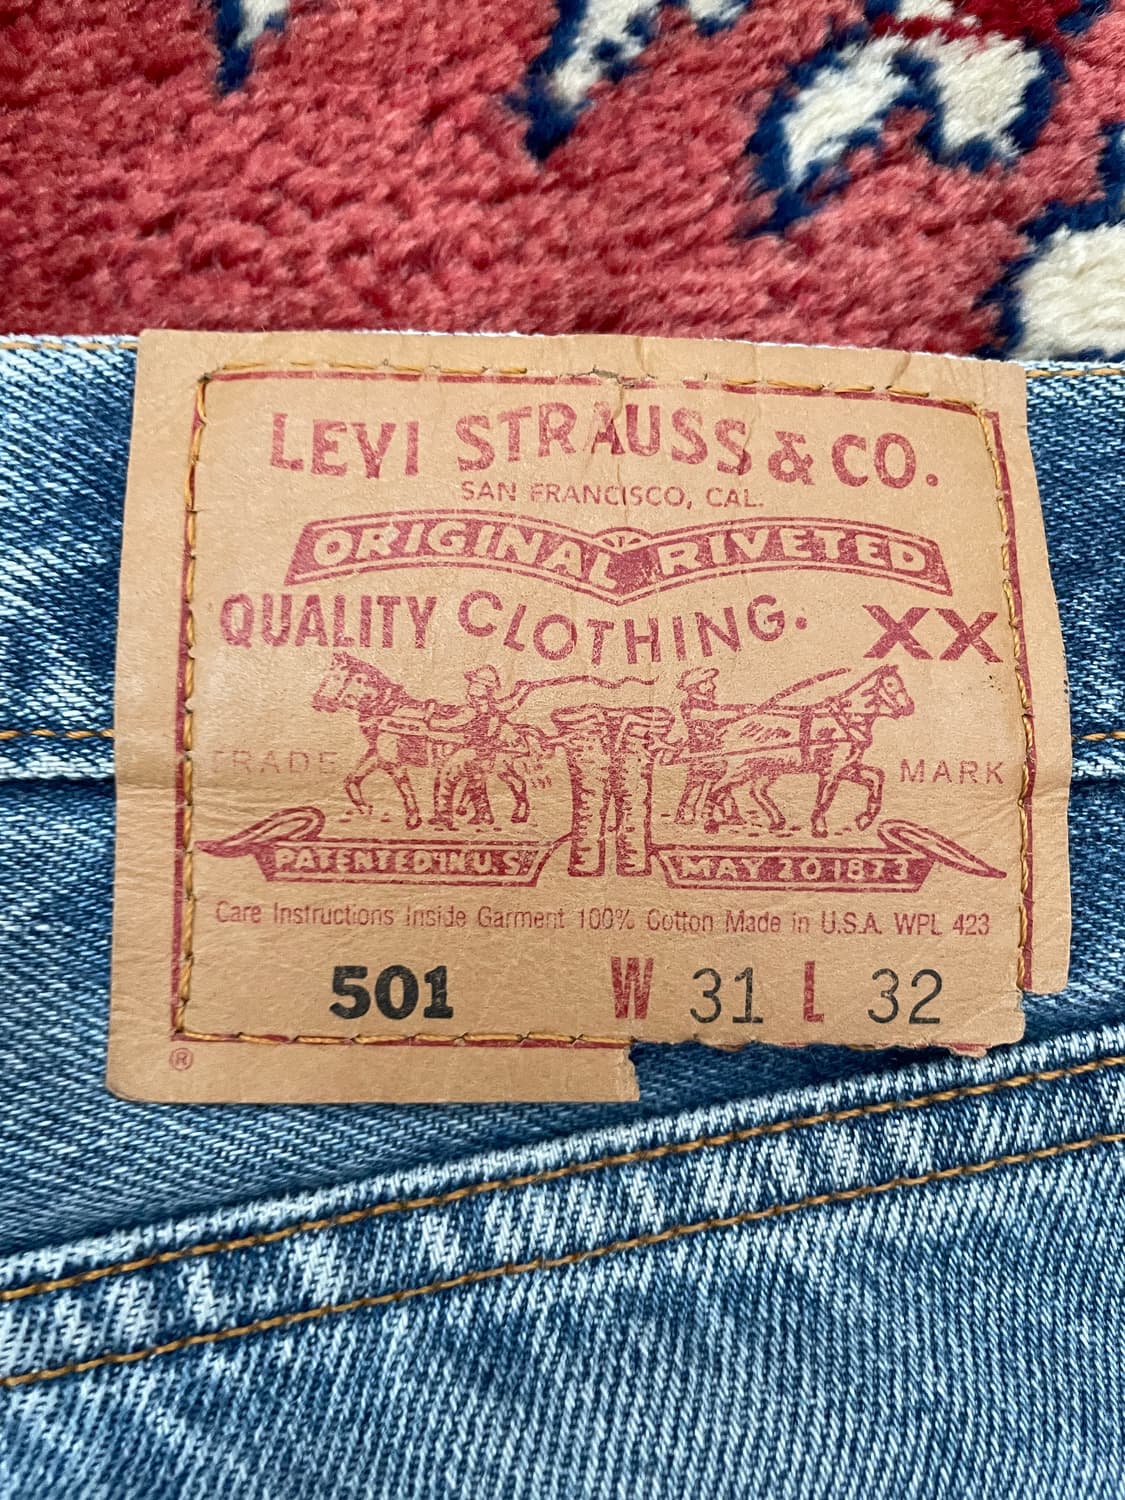 LEVI STRAUSS & CO.
SAN FRANCISCO, CAL.
ORIGINAL RIVETED
QUALITY CLOTHING. XX
TRADE MARK
PATENTED IN U.S. MAY 20 1873
Care Instructions Inside Garment 100% Cotton Made in U.S.A. WPL 423
501 W 31 L 32
®